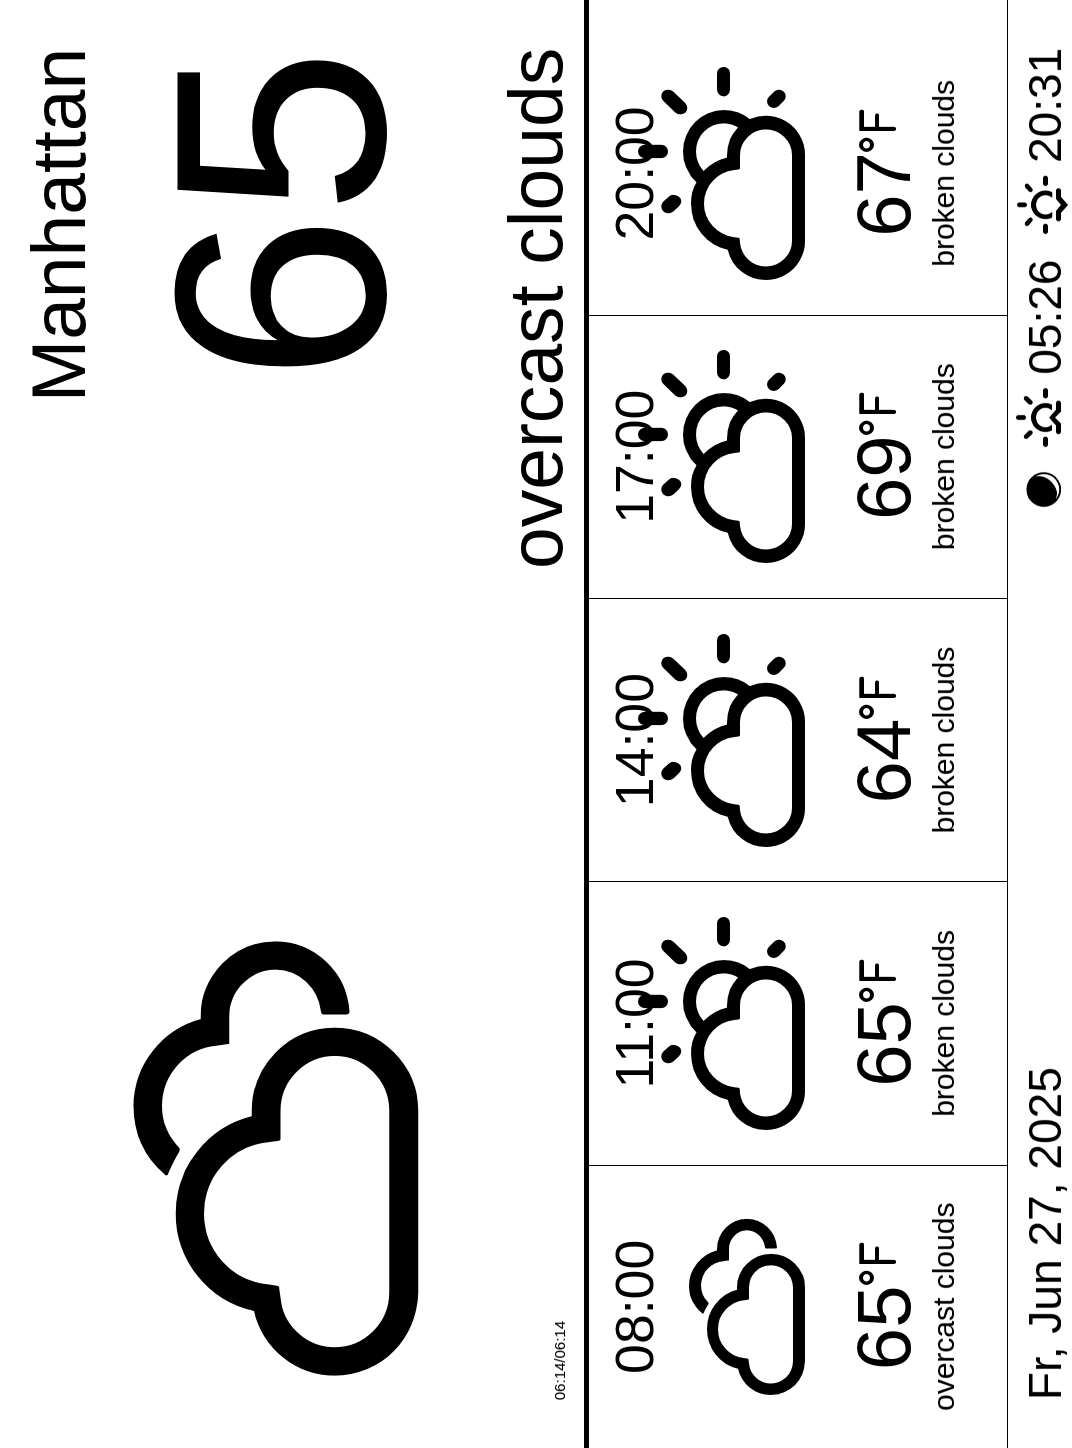 Manhattan
65
overcast clouds
06:14/06:14
08:00
65°F
overcast clouds
11:00
65°F
broken clouds
14:00
64°F
broken clouds
17:00
69°F
broken clouds
20:00
67°F
broken clouds
Fr, Jun 27, 2025
05:26
20:31